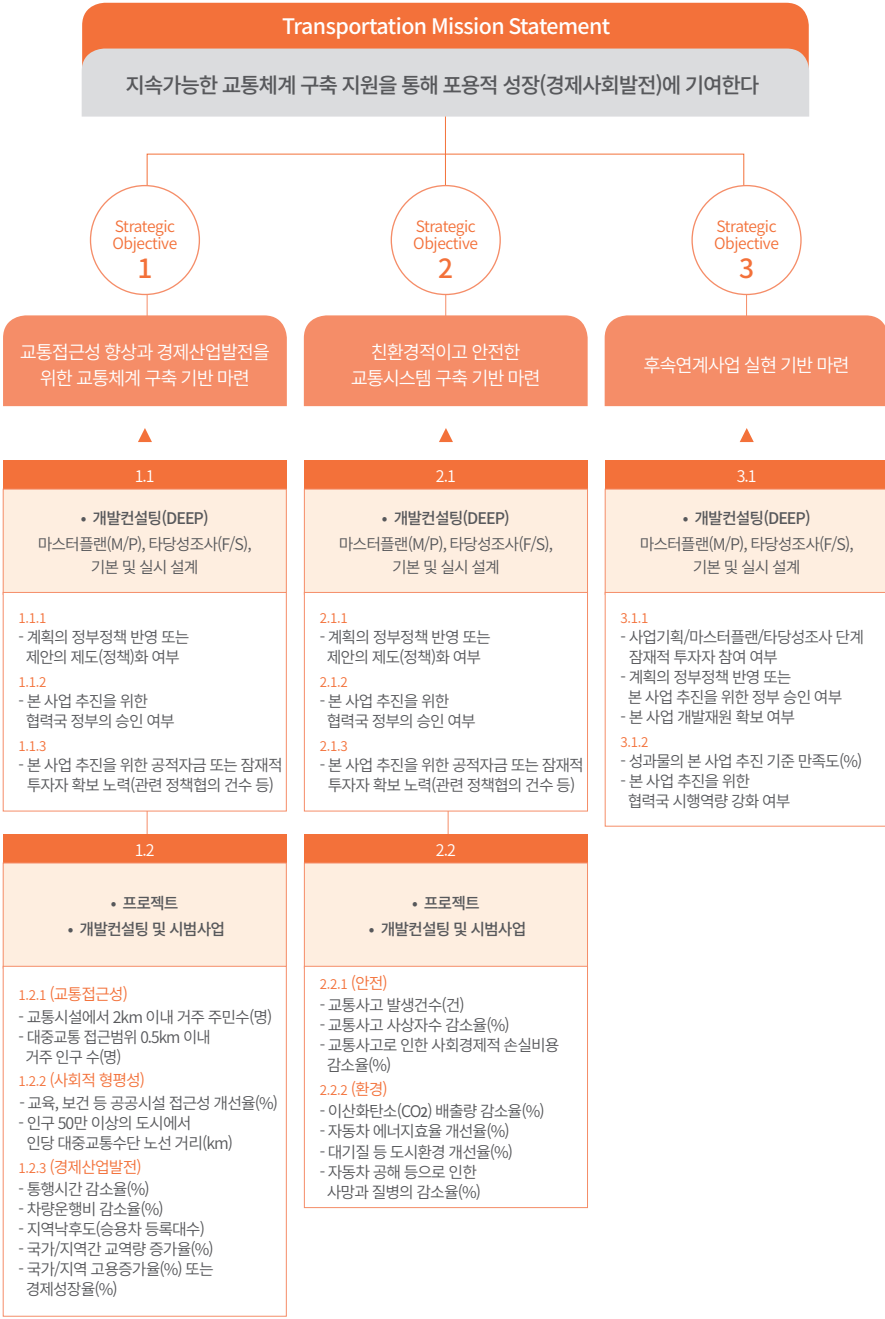 Transportation Mission Statement
지속가능한 교통체계 구축 지원을 통해 포용적 성장(경제사회발전)에 기여한다
Strategic
Objective
1
교통접근성 향상과 경제산업발전을
위한 교통체계 구축 기반 마련
1.1
• 개발컨설팅(DEEP)
마스터플랜(M/P), 타당성조사(F/S),
기본 및 실시 설계
1.1.1
- 계획의 정부정책 반영 또는
제안의 제도(정책)화 여부
1.1.2
- 본 사업 추진을 위한
협력국 정부의 승인 여부
1.1.3
- 본 사업 추진을 위한 공적자금 또는 잠재적
투자자 확보 노력(관련 정책협의 건수 등)
1.2
• 프로젝트
• 개발컨설팅 및 시범사업
1.2.1 (교통접근성)
- 교통시설에서 2km 이내 거주 주민수(명)
- 대중교통 접근범위 0.5km 이내
거주 인구 수(명)
1.2.2 (사회적 형평성)
- 교육, 보건 등 공공시설 접근성 개선율(%)
- 인구 50만 이상의 도시에서
인당 대중교통수단 노선 거리(km)
1.2.3 (경제산업발전)
- 통행시간 감소율(%)
- 차량운행비 감소율(%)
- 지역낙후도(승용차 등록대수)
- 국가/지역간 교역량 증가율(%)
- 국가/지역 고용증가율(%) 또는
경제성장율(%)
Strategic
Objective
2
친환경적이고 안전한
교통시스템 구축 기반 마련
2.1
• 개발컨설팅(DEEP)
마스터플랜(M/P), 타당성조사(F/S),
기본 및 실시 설계
2.1.1
- 계획의 정부정책 반영 또는
제안의 제도(정책)화 여부
2.1.2
- 본 사업 추진을 위한
협력국 정부의 승인 여부
2.1.3
- 본 사업 추진을 위한 공적자금 또는 잠재적
투자자 확보 노력(관련 정책협의 건수 등)
2.2
• 프로젝트
• 개발컨설팅 및 시범사업
2.2.1 (안전)
- 교통사고 발생건수(건)
- 교통사고 사상자수 감소율(%)
- 교통사고로 인한 사회경제적 손실비용
감소율(%)
2.2.2 (환경)
- 이산화탄소(CO2) 배출량 감소율(%)
- 자동차 에너지효율 개선율(%)
- 대기질 등 도시환경 개선율(%)
- 자동차 공해 등으로 인한
사망과 질병의 감소율(%)
Strategic
Objective
3
후속연계사업 실현 기반 마련
3.1
• 개발컨설팅(DEEP)
마스터플랜(M/P), 타당성조사(F/S),
기본 및 실시 설계
3.1.1
- 사업기획/마스터플랜/타당성조사 단계
잠재적 투자자 참여 여부
- 계획의 정부정책 반영 또는
본 사업 추진을 위한 정부 승인 여부
- 본 사업 개발재원 확보 여부
3.1.2
- 성과물의 본 사업 추진 기준 만족도(%)
- 본 사업 추진을 위한
협력국 시행역량 강화 여부